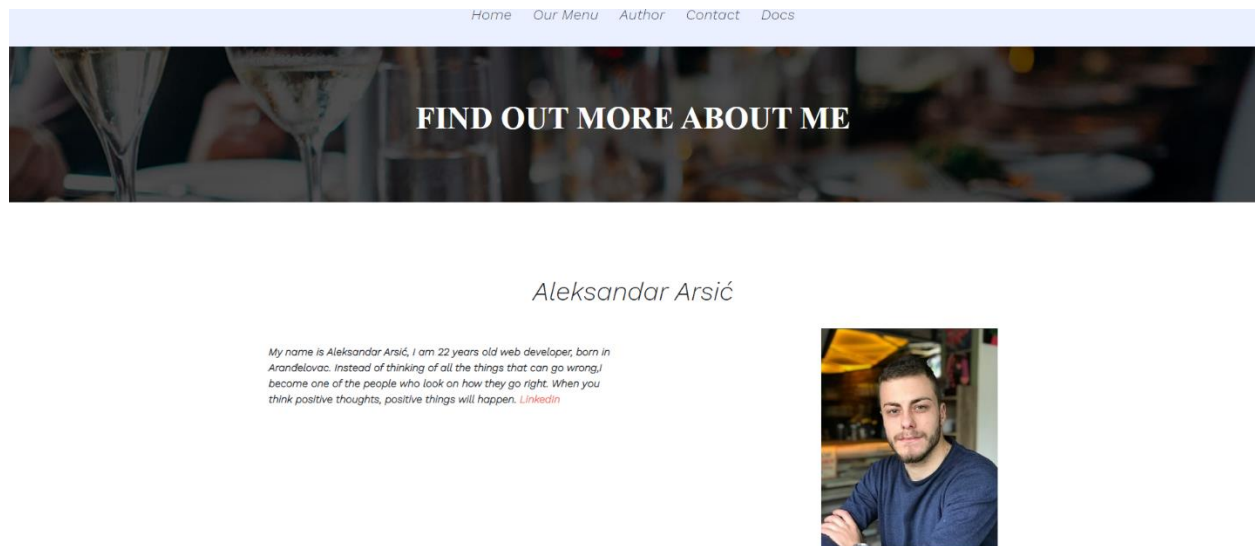 Home Our Menu Author Contact Docs
FIND OUT MORE ABOUT ME
Aleksandar Arsić
My name is Aleksandar Arsić, I am 22 years old web developer, born in
Aranđelovac. Instead of thinking of all the things that can go wrong,I
become one of the people who look on how they go right. When you
think positive thoughts, positive things will happen. Linkedin